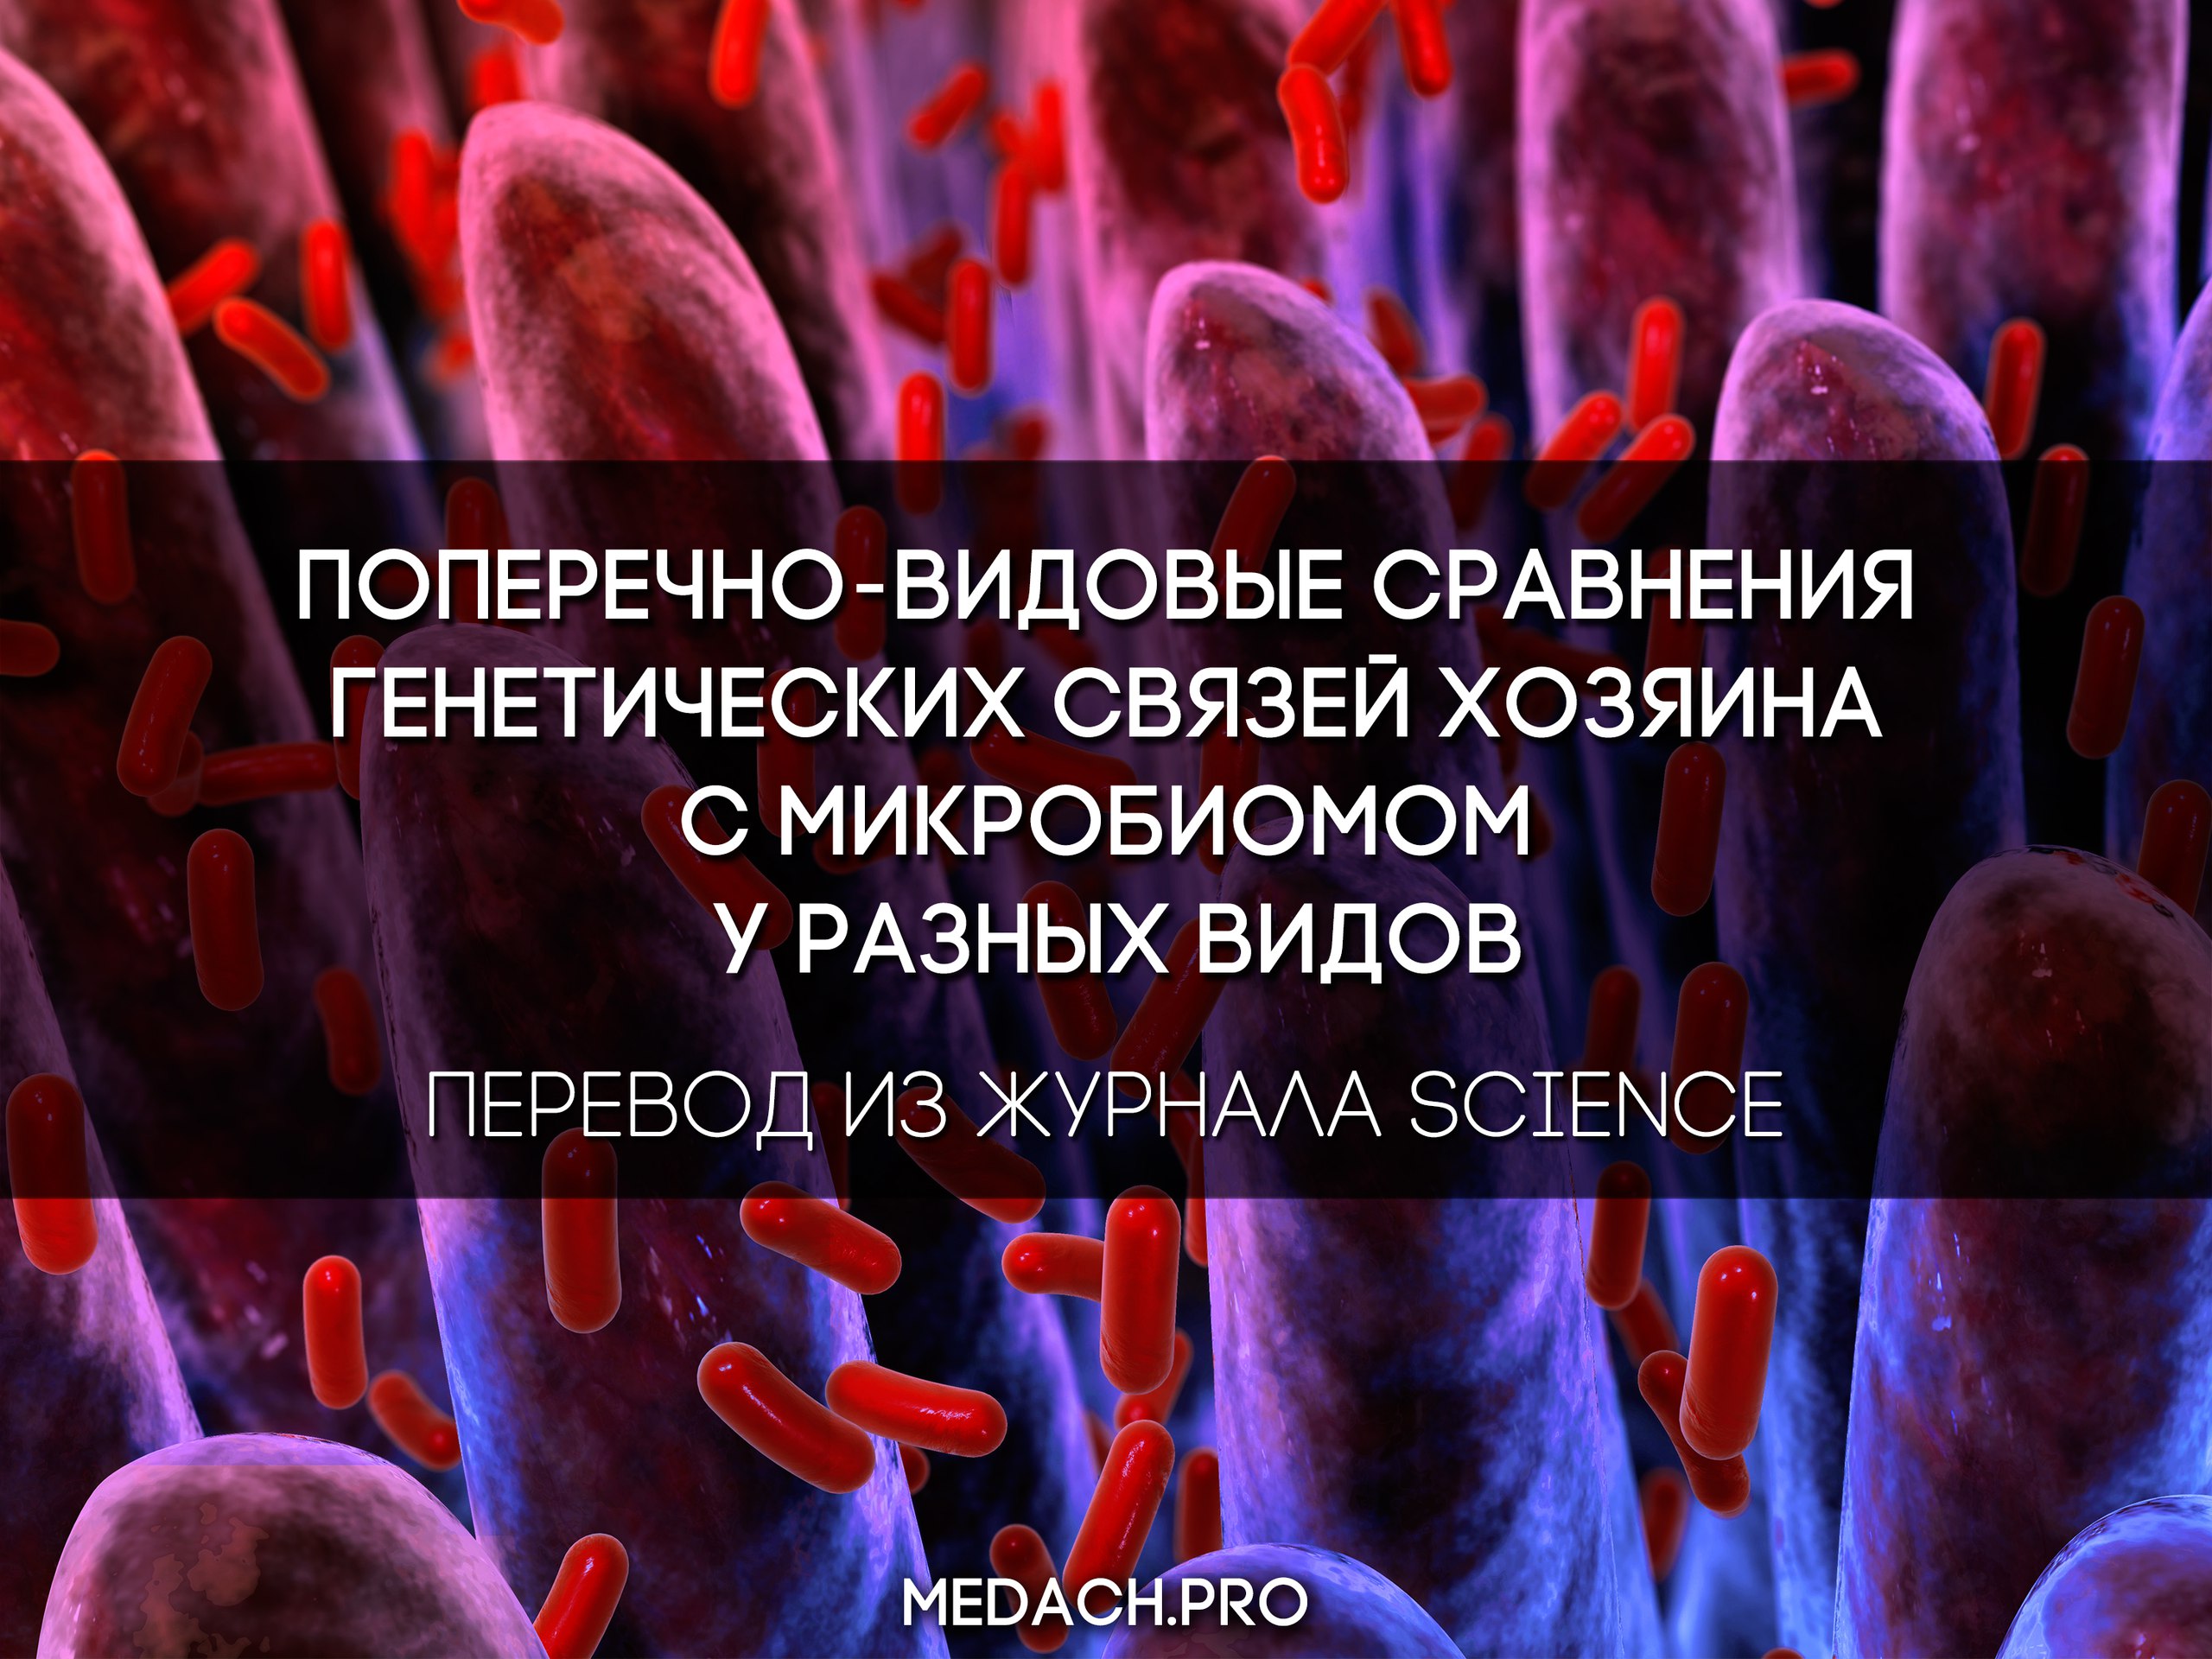 ПОПЕРЕЧНО-ВИДОВЫЕ СРАВНЕНИЯ
ГЕНЕТИЧЕСКИХ СВЯЗЕЙ ХОЗЯИНА
С МИКРОБИОМОМ
У РАЗНЫХ ВИДОВ
ПЕРЕВОД ИЗ ЖУРНАЛА SCIENCE
MEDACH.PRO